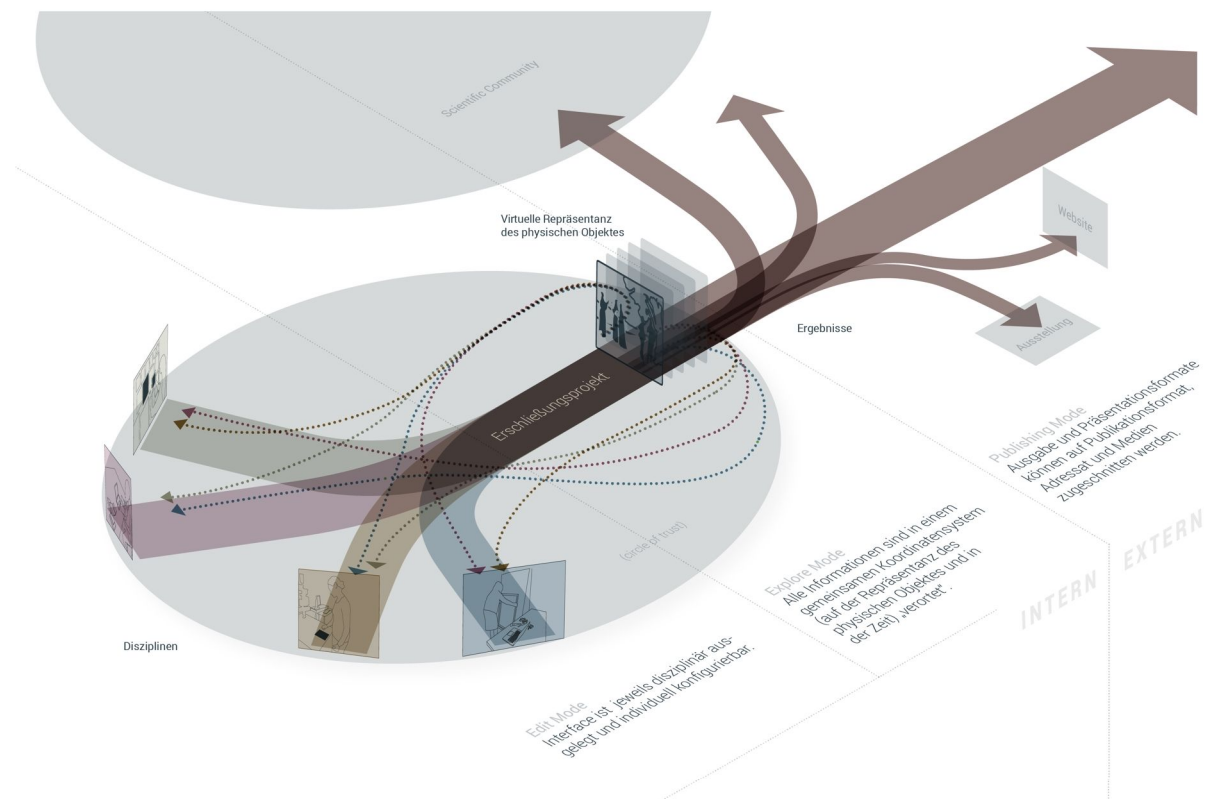 Scientific Community
Virtuelle Repräsentanz
des physischen Objektes
Website
Ergebnisse
Ausstellung
Erschließungsprojekt
(circle of trust)
Disziplinen
Publishing Mode
Ausgabe und Präsentationsformate
können auf Publikationsformat,
Adressat und Medien
zugeschnitten werden.
Explore Mode
Alle Informationen sind in einem
gemeinsamen Koordinatensystem
(auf der Repräsentanz des
physischen Objektes und in
der Zeit) „verortet“.
Edit Mode
Interface ist jeweils disziplinär aus-
gelegt und individuell konfigurierbar.
INTERN
EXTERN